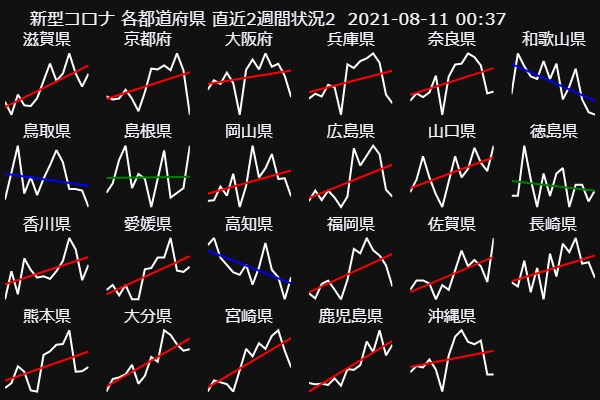 新型コロナ 各都道府県 直近2週間状況2 2021-08-11 00:37
滋賀県 京都府 大阪府 兵庫県 奈良県 和歌山県
鳥取県 島根県 岡山県 広島県 山口県 徳島県
香川県 愛媛県 高知県 福岡県 佐賀県 長崎県
熊本県 大分県 宮崎県 鹿児島県 沖縄県